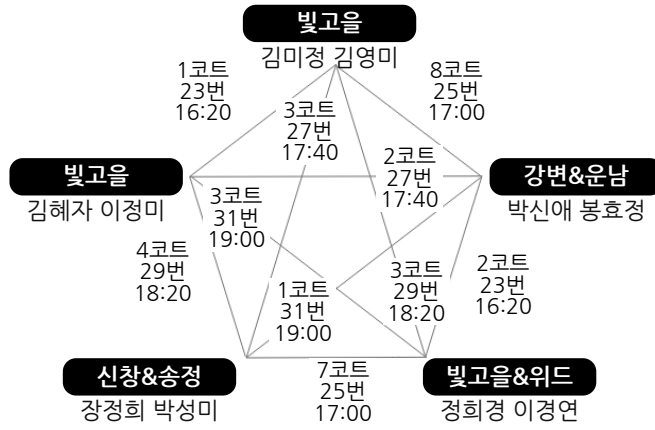 빛고을
김미정 김영미
1코트
23번
16:20
8코트
25번
17:00
3코트
27번
17:40
2코트
27번
17:40
빛고을
김혜자 이정미
강변&운남
박신애 봉효정
3코트
31번
19:00
4코트
29번
18:20
1코트
31번
19:00
3코트
29번
18:20
2코트
23번
16:20
신창&송정
장정희 박성미
7코트
25번
17:00
빛고을&위드
정희경 이경연